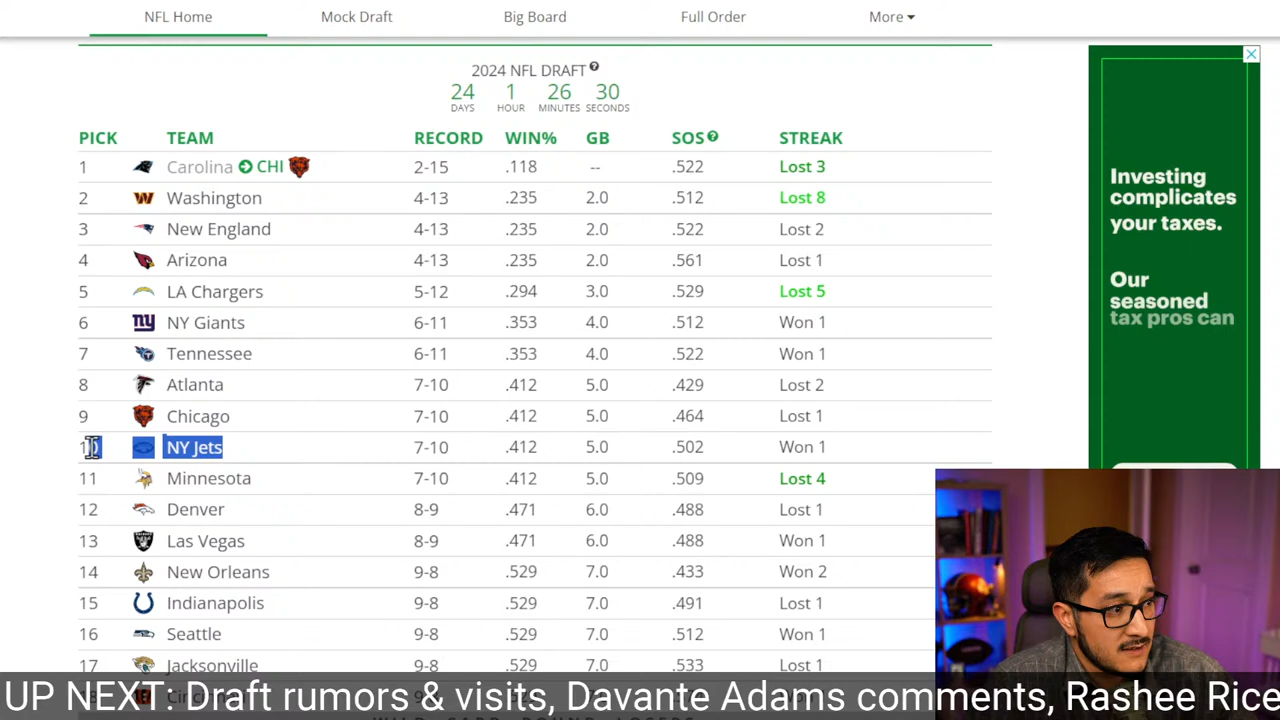 NFL Home Mock Draft Big Board Full Order More
2024 NFL DRAFT ?
24 1 26 30
DAYS HOUR MINUTES SECONDS
PICK TEAM RECORD WIN% GB SOS ? STREAK
1 Carolina CHI 2-15 .118 -- .522 Lost 3
2 Washington 4-13 .235 2.0 .512 Lost 8
3 New England 4-13 .235 2.0 .522 Lost 2
4 Arizona 4-13 .235 2.0 .561 Lost 1
5 LA Chargers 5-12 .294 3.0 .529 Lost 5
6 NY Giants 6-11 .353 4.0 .512 Won 1
7 Tennessee 6-11 .353 4.0 .522 Won 1
8 Atlanta 7-10 .412 5.0 .429 Lost 2
9 Chicago 7-10 .412 5.0 .464 Lost 1
10 NY Jets 7-10 .412 5.0 .502 Won 1
11 Minnesota 7-10 .412 5.0 .509 Lost 4
12 Denver 8-9 .471 6.0 .488 Lost 1
13 Las Vegas 8-9 .471 6.0 .488 Won 1
14 New Orleans 9-8 .529 7.0 .433 Won 2
15 Indianapolis 9-8 .529 7.0 .491 Lost 1
16 Seattle 9-8 .529 7.0 .512 Won 1
17 Jacksonville 9-8 .529 7.0 .533 Lost 1
Investing
complicates
your taxes.
Our
seasoned
tax pros can
UP NEXT: Draft rumors & visits, Davante Adams comments, Rashee Rice